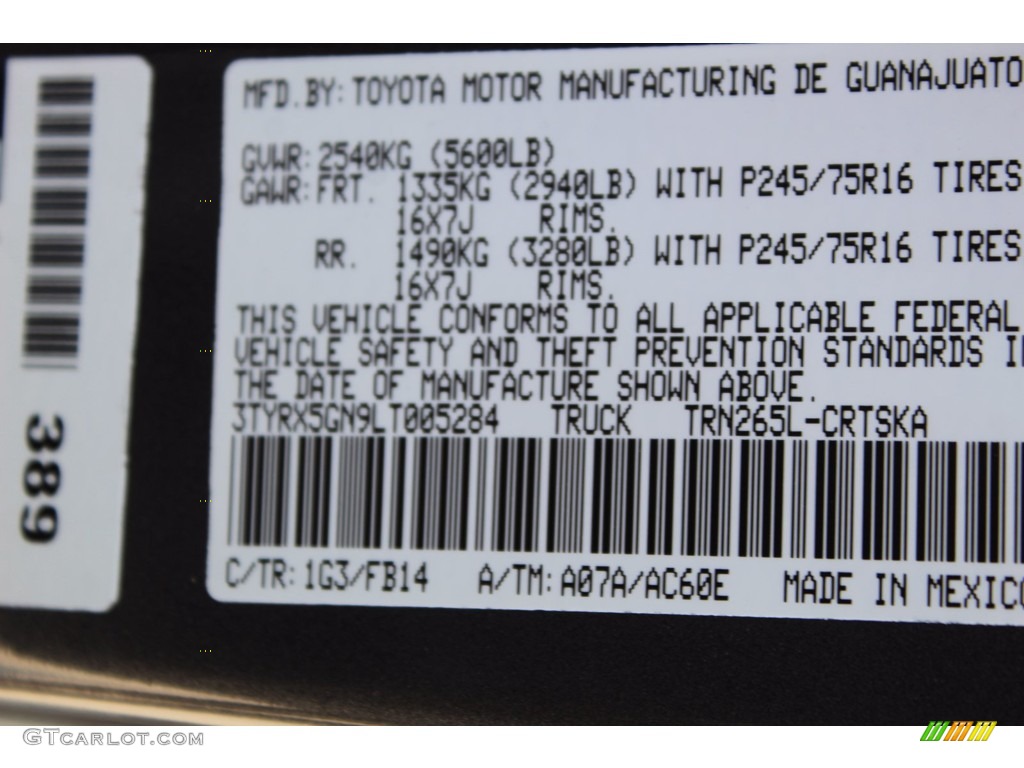 MFD.BY: TOYOTA MOTOR MANUFACTURING DE GUANAJUATO
GVWR: 2540KG (5600LB)
GAWR: FRT. 1335KG (2940LB) WITH P245/75R16 TIRES
16X7J RIMS.
RR. 1490KG (3280LB) WITH P245/75R16 TIRES
16X7J RIMS.
THIS VEHICLE CONFORMS TO ALL APPLICABLE FEDERAL
VEHICLE SAFETY AND THEFT PREVENTION STANDARDS IN
THE DATE OF MANUFACTURE SHOWN ABOVE.
3TYRX5GN9LT005284 TRUCK TRN265L-CRTSKA
C/TR: 1G3/FB14 A/TM: A07A/AC60E MADE IN MEXICO
389
GTCARLOT.COM